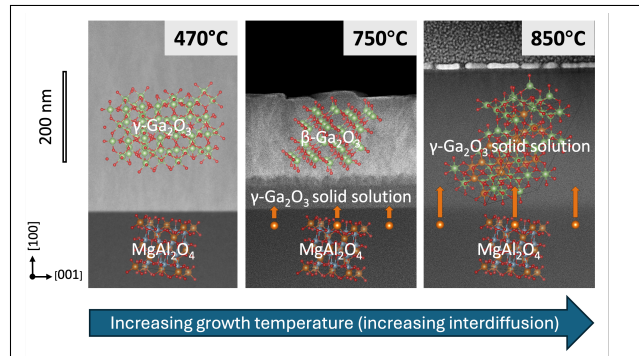 470°C
750°C
850°C
200 nm
γ-Ga₂O₃
β-Ga₂O₃
γ-Ga₂O₃ solid solution
γ-Ga₂O₃ solid solution
MgAl₂O₄
MgAl₂O₄
MgAl₂O₄
[100]
[001]
Increasing growth temperature (increasing interdiffusion)